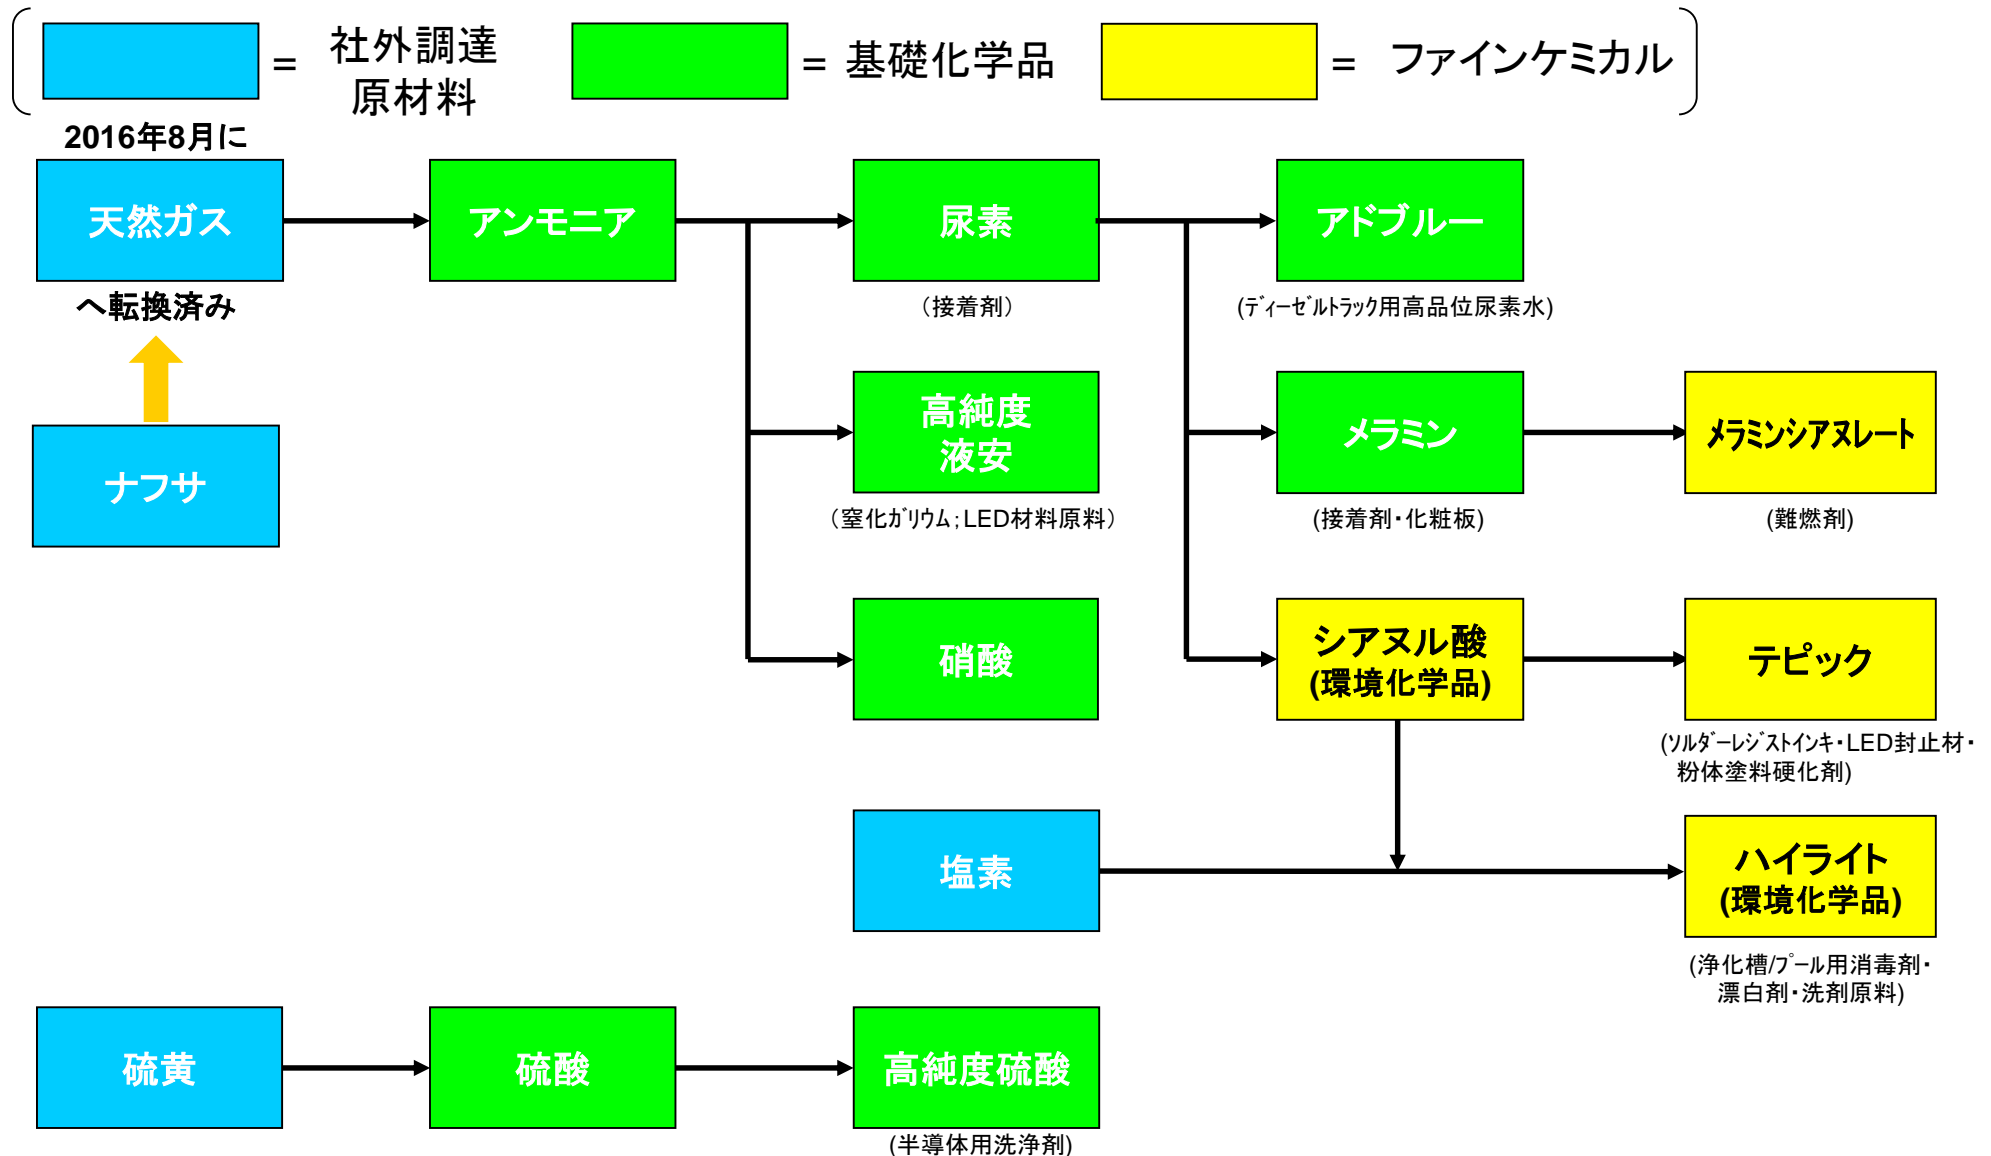 = 社外調達
原材料
= 基礎化学品
= ファインケミカル
2016年8月に
天然ガス
へ転換済み
ナフサ
アンモニア
尿素
（接着剤）
アドブルー
(ﾃﾞｨｰｾﾞﾙﾄﾗｯｸ用高品位尿素水)
高純度
液安
（窒化ｶﾞﾘｳﾑ；LED材料原料）
メラミン
(接着剤・化粧板)
ﾒﾗﾐﾝｼｱﾇﾚｰﾄ
(難燃剤)
硝酸
シアヌル酸
(環境化学品)
テピック
(ｿﾙﾀﾞｰﾚｼﾞｽﾄｲﾝｷ・LED封止材・
粉体塗料硬化剤)
塩素
ハイライト
(環境化学品)
(浄化槽/ﾌﾟｰﾙ用消毒剤・
漂白剤・洗剤原料)
硫黄
硫酸
高純度硫酸
(半導体用洗浄剤)